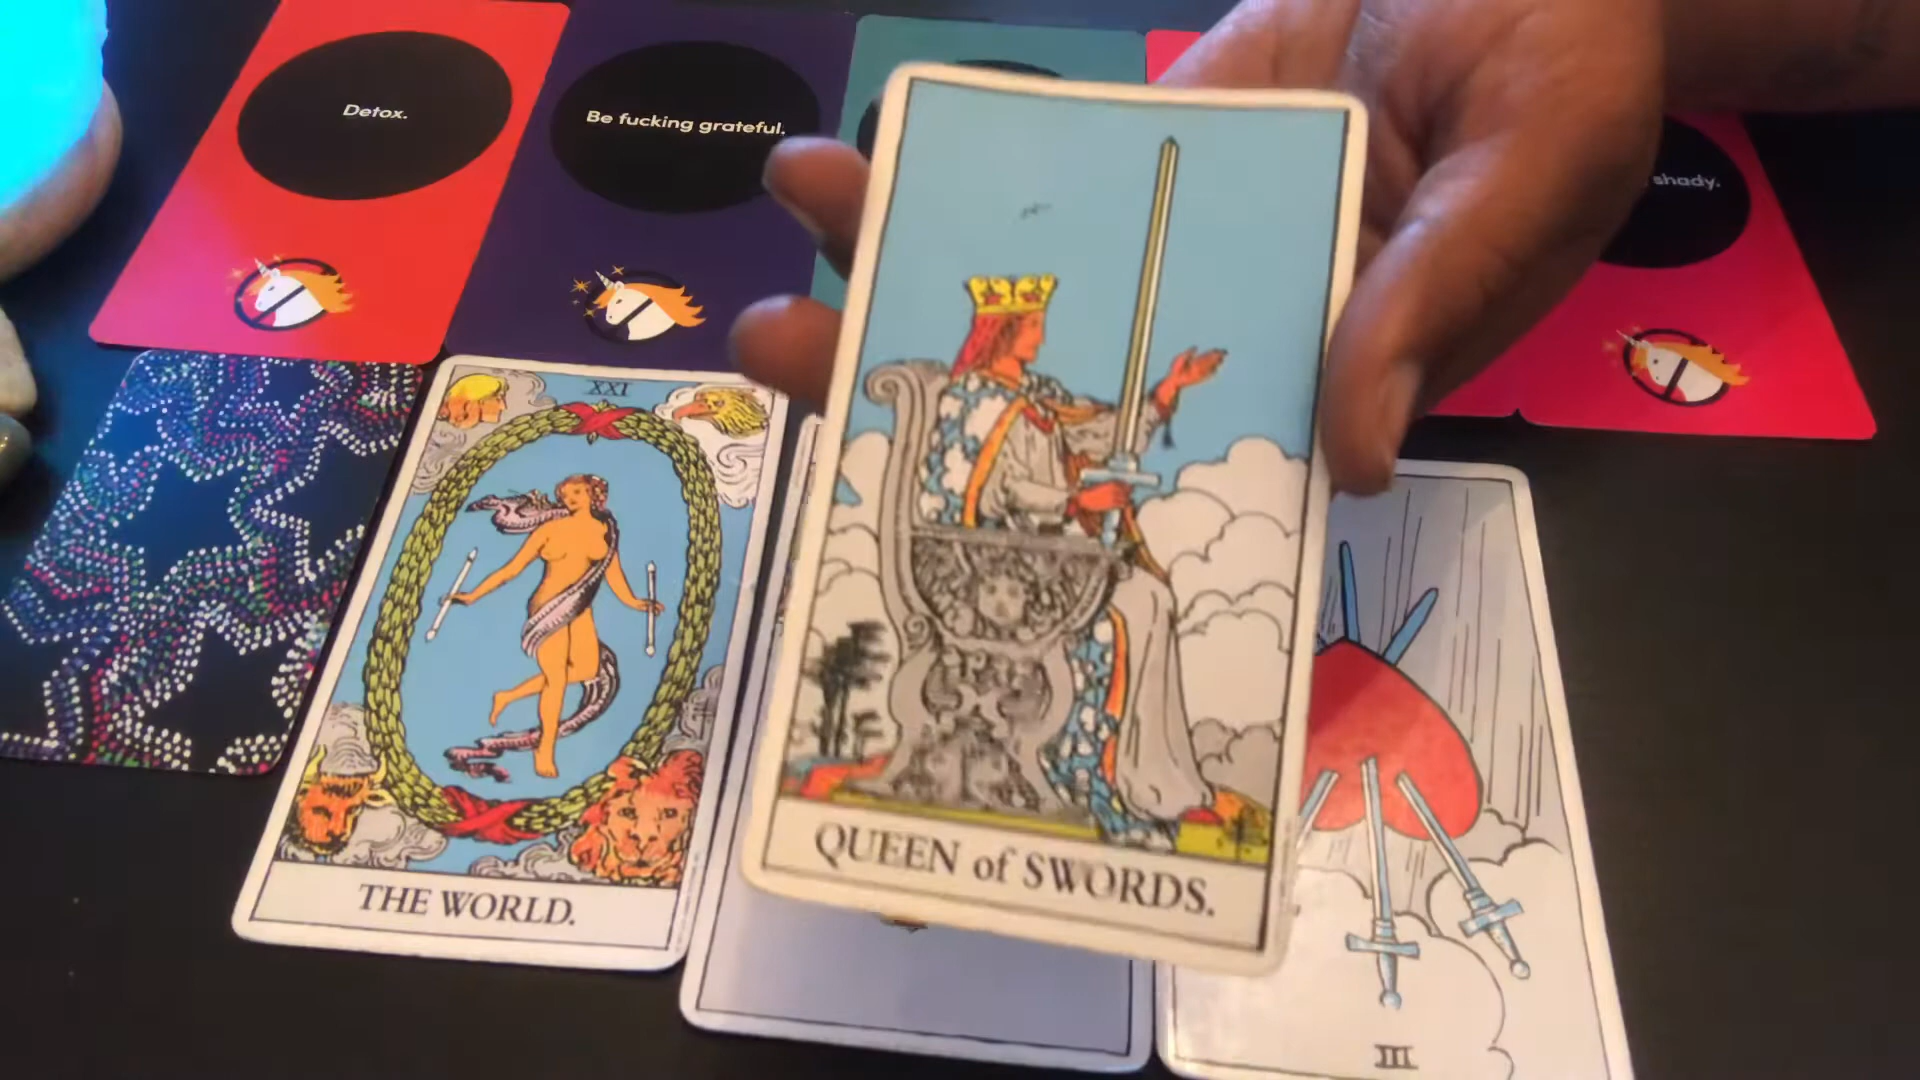 Detox.
Be fucking grateful.
shady.
XXI
THE WORLD.
QUEEN of SWORDS.
III